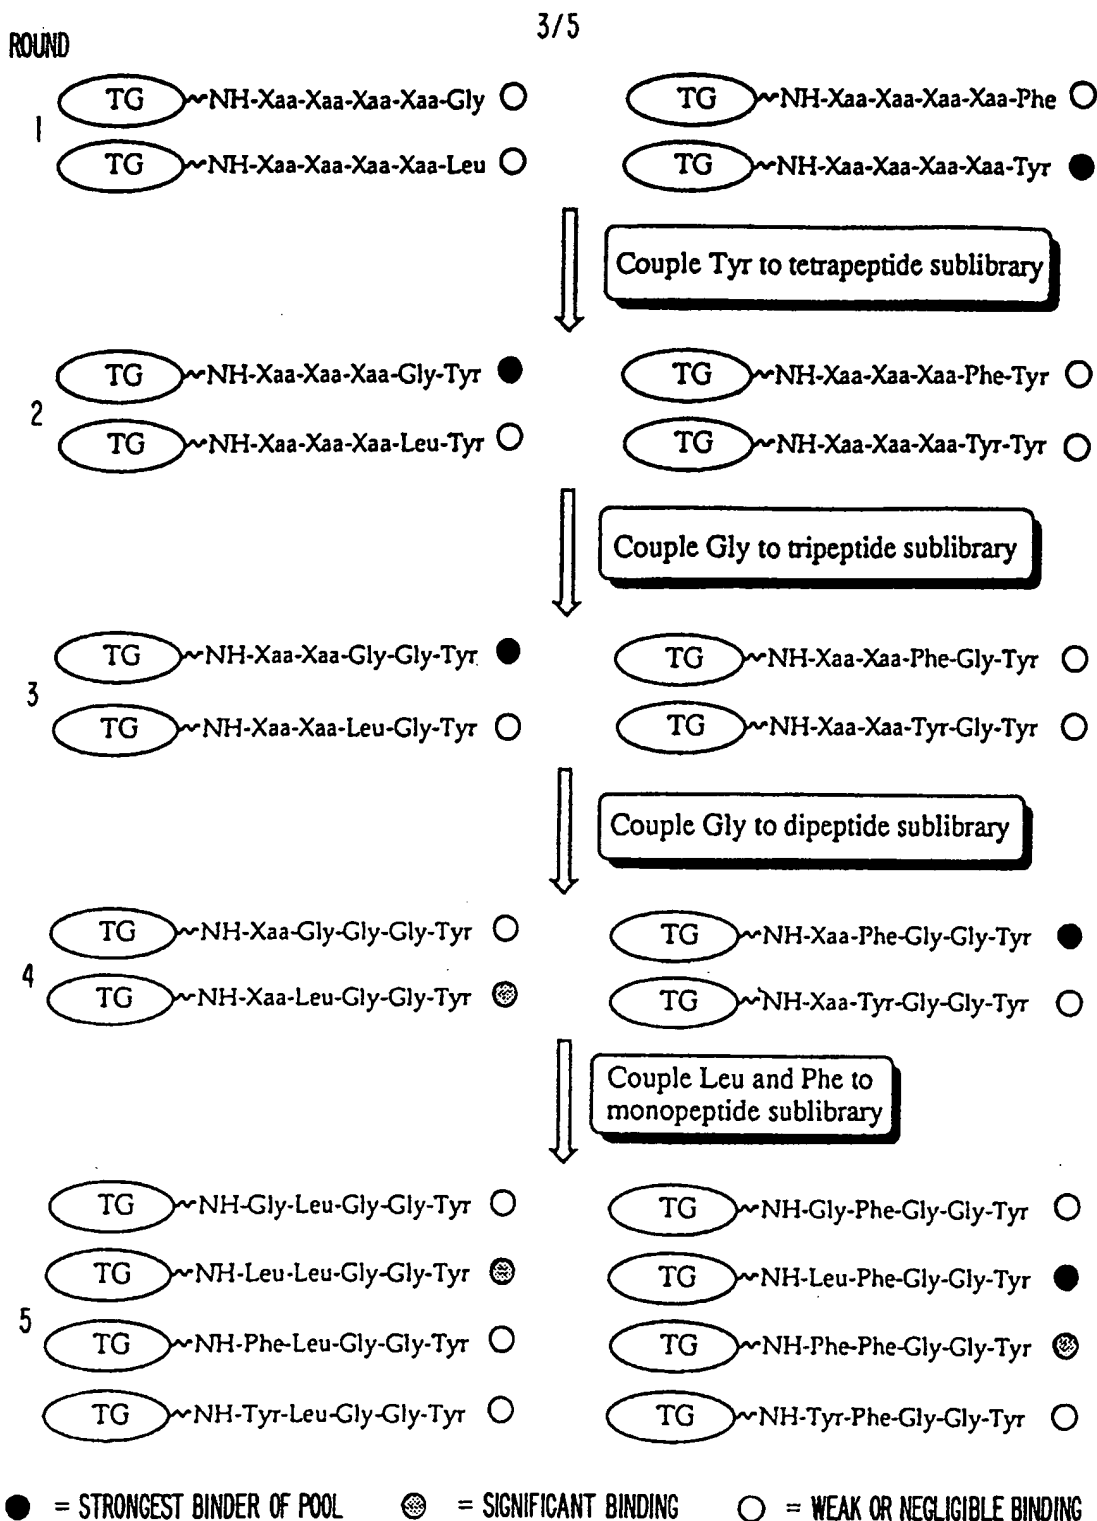 3/5
ROUND
1
TG ~NH-Xaa-Xaa-Xaa-Xaa-Gly
TG ~NH-Xaa-Xaa-Xaa-Xaa-Phe
TG ~NH-Xaa-Xaa-Xaa-Xaa-Leu
TG ~NH-Xaa-Xaa-Xaa-Xaa-Tyr
Couple Tyr to tetrapeptide sublibrary
2
TG ~NH-Xaa-Xaa-Xaa-Gly-Tyr
TG ~NH-Xaa-Xaa-Xaa-Phe-Tyr
TG ~NH-Xaa-Xaa-Xaa-Leu-Tyr
TG ~NH-Xaa-Xaa-Xaa-Tyr-Tyr
Couple Gly to tripeptide sublibrary
3
TG ~NH-Xaa-Xaa-Gly-Gly-Tyr
TG ~NH-Xaa-Xaa-Phe-Gly-Tyr
TG ~NH-Xaa-Xaa-Leu-Gly-Tyr
TG ~NH-Xaa-Xaa-Tyr-Gly-Tyr
Couple Gly to dipeptide sublibrary
4
TG ~NH-Xaa-Gly-Gly-Gly-Tyr
TG ~NH-Xaa-Phe-Gly-Gly-Tyr
TG ~NH-Xaa-Leu-Gly-Gly-Tyr
TG ~NH-Xaa-Tyr-Gly-Gly-Tyr
Couple Leu and Phe to
monopeptide sublibrary
5
TG ~NH-Gly-Leu-Gly-Gly-Tyr
TG ~NH-Gly-Phe-Gly-Gly-Tyr
TG ~NH-Leu-Leu-Gly-Gly-Tyr
TG ~NH-Leu-Phe-Gly-Gly-Tyr
TG ~NH-Phe-Leu-Gly-Gly-Tyr
TG ~NH-Phe-Phe-Gly-Gly-Tyr
TG ~NH-Tyr-Leu-Gly-Gly-Tyr
TG ~NH-Tyr-Phe-Gly-Gly-Tyr
= STRONGEST BINDER OF POOL = SIGNIFICANT BINDING = WEAK OR NEGLIGIBLE BINDING